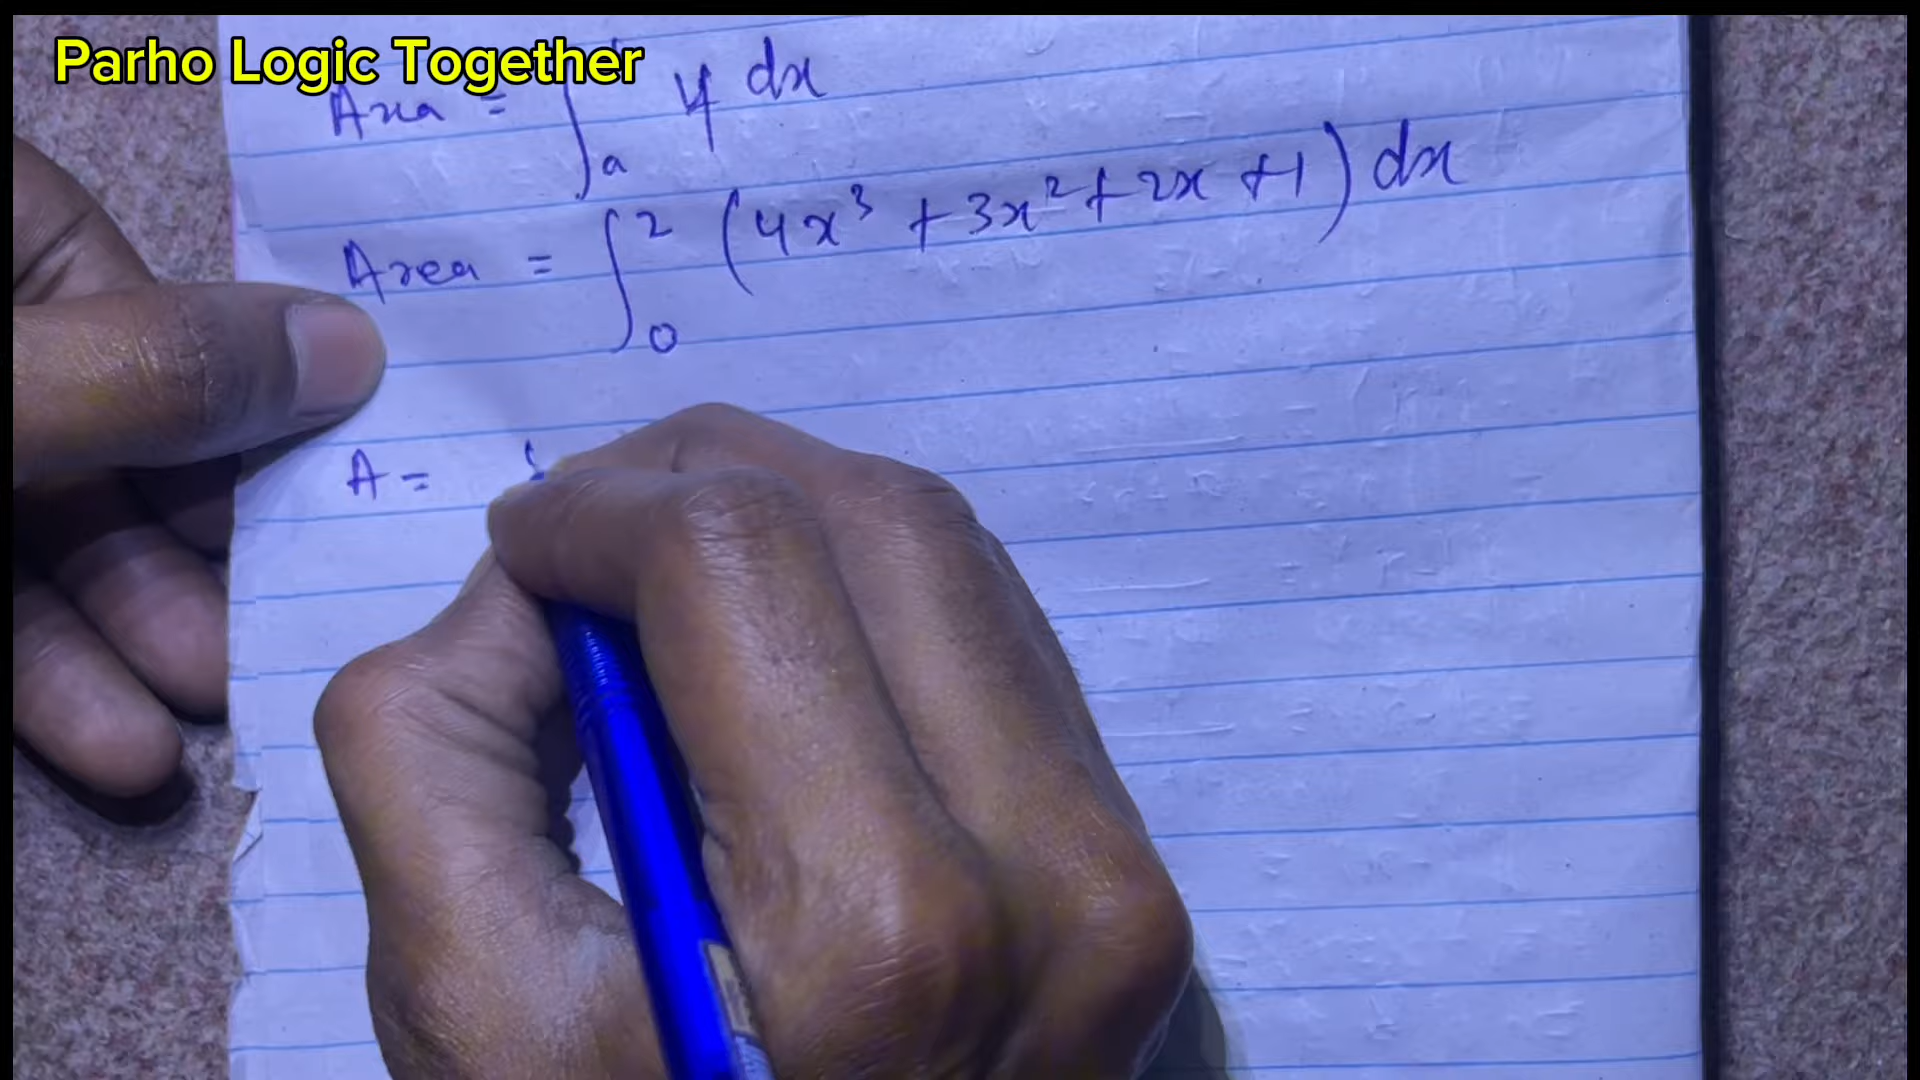 Parho Logic Together
Area = ∫a y dx
Area = ∫₀² (4x³ + 3x² + 2x + 1) dx
A = ∫